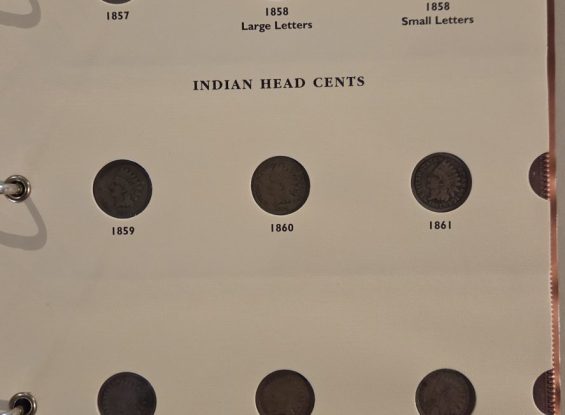 1857
1858
Large Letters
1858
Small Letters
INDIAN HEAD CENTS
1859
1860
1861